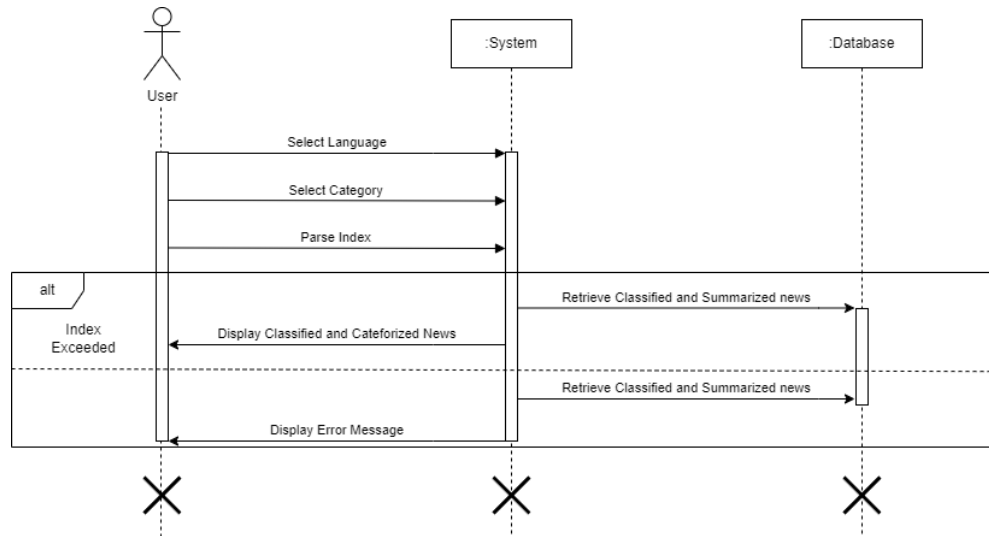 User
:System
:Database
Select Language
Select Category
Parse Index
alt
Index
Exceeded
Retrieve Classified and Summarized news
Display Classified and Cateforized News
Retrieve Classified and Summarized news
Display Error Message